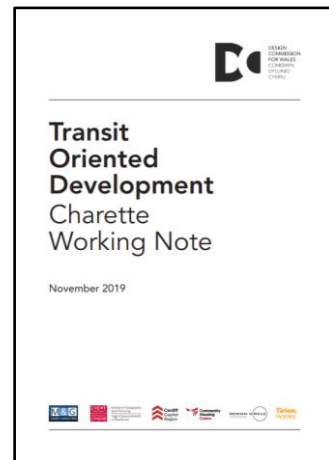 DESIGN
COMMISSION
FOR WALES
COMISIWN
DYLUNIO
CYMRU
Transit
Oriented
Development
Charette
Working Note
November 2019
M&G
Cardiff
Capital
Region
Community
Housing
Cymru
DESIGN CIRCLE
Tirion
Homes